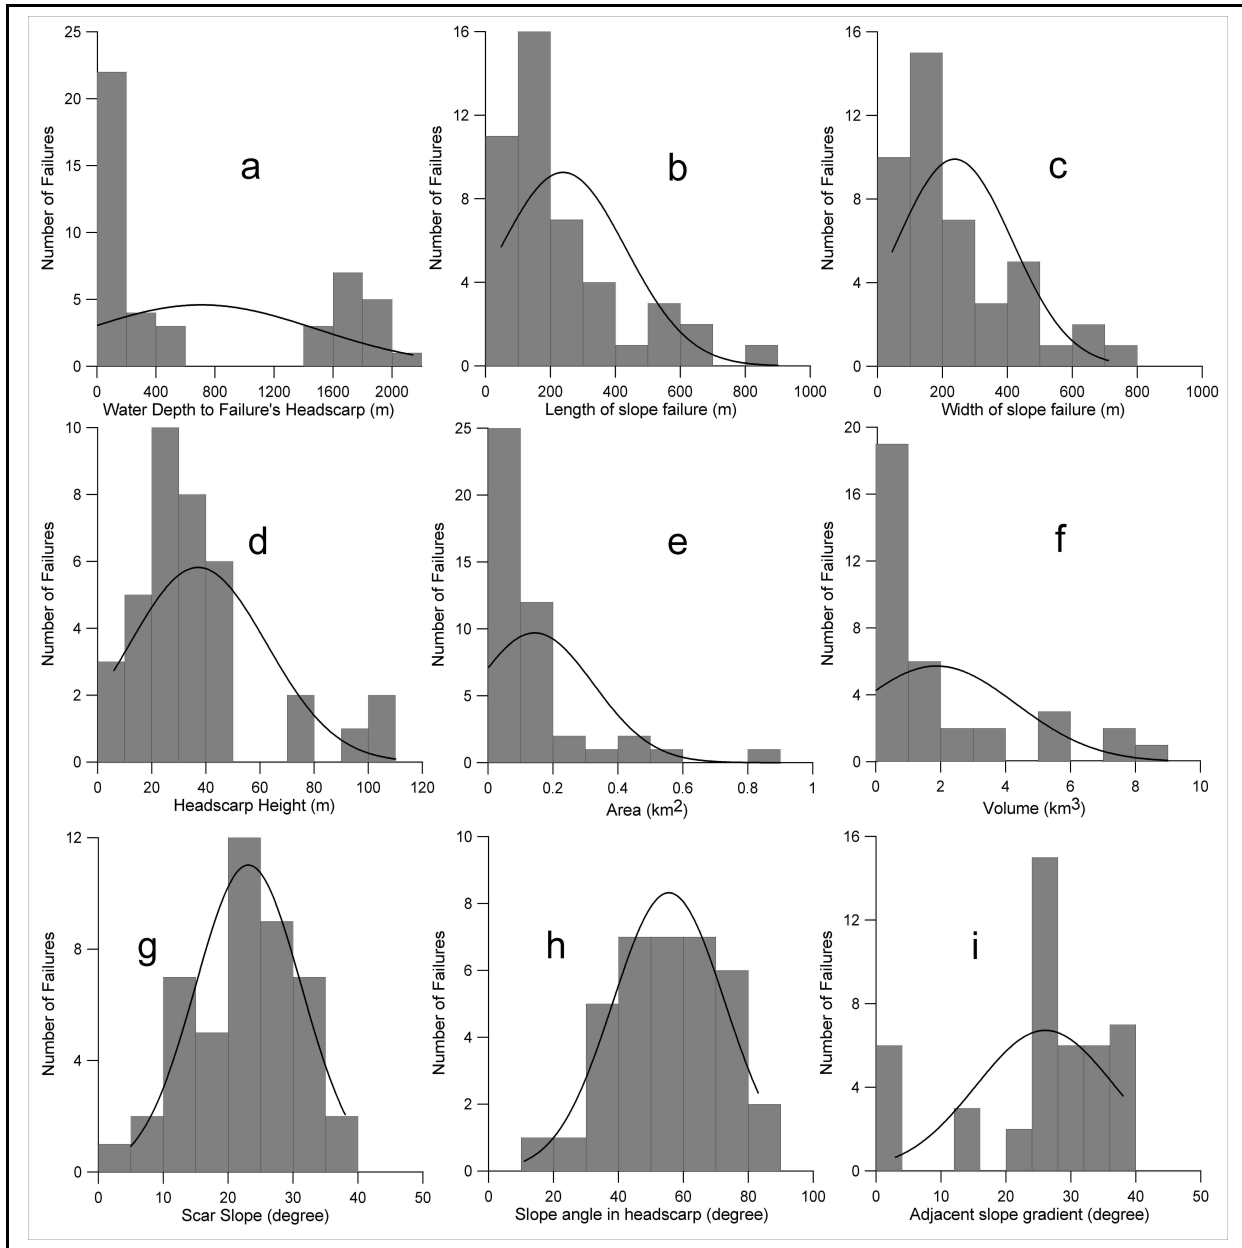 25
20
15
10
5
0
Number of Failures
a
0 400 800 1200 1600 2000
Water Depth to Failure's Headscarp (m)
16
12
8
4
0
Number of Failures
b
0 200 400 600 800 1000
Length of slope failure (m)
16
12
8
4
0
Number of Failures
c
0 200 400 600 800 1000
Width of slope failure (m)
10
8
6
4
2
0
Number of Failures
d
0 20 40 60 80 100 120
Headscarp Height (m)
25
20
15
10
5
0
Number of Failures
e
0 0.2 0.4 0.6 0.8 1
Area (km²)
20
16
12
8
4
0
Number of Failures
f
0 2 4 6 8 10
Volume (km³)
12
8
4
0
Number of Failures
g
0 10 20 30 40 50
Scar Slope (degree)
10
8
6
4
2
0
Number of Failures
h
0 20 40 60 80 100
Slope angle in headscarp (degree)
16
12
8
4
0
Number of Failures
i
0 10 20 30 40 50
Adjacent slope gradient (degree)